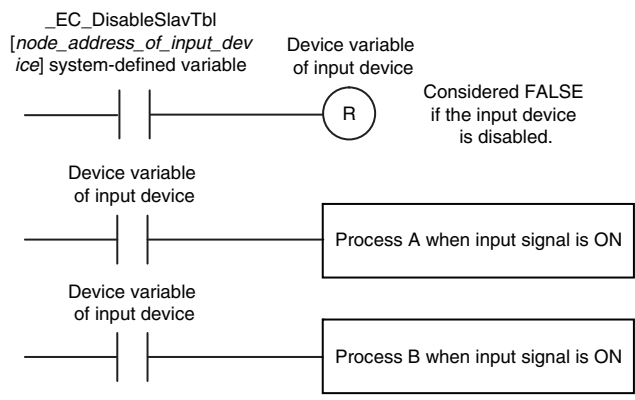 _EC_DisableSlavTbl
[node_address_of_input_dev
ice] system-defined variable
Device variable
of input device
R
Considered FALSE
if the input device
is disabled.
Device variable
of input device
Process A when input signal is ON
Device variable
of input device
Process B when input signal is ON